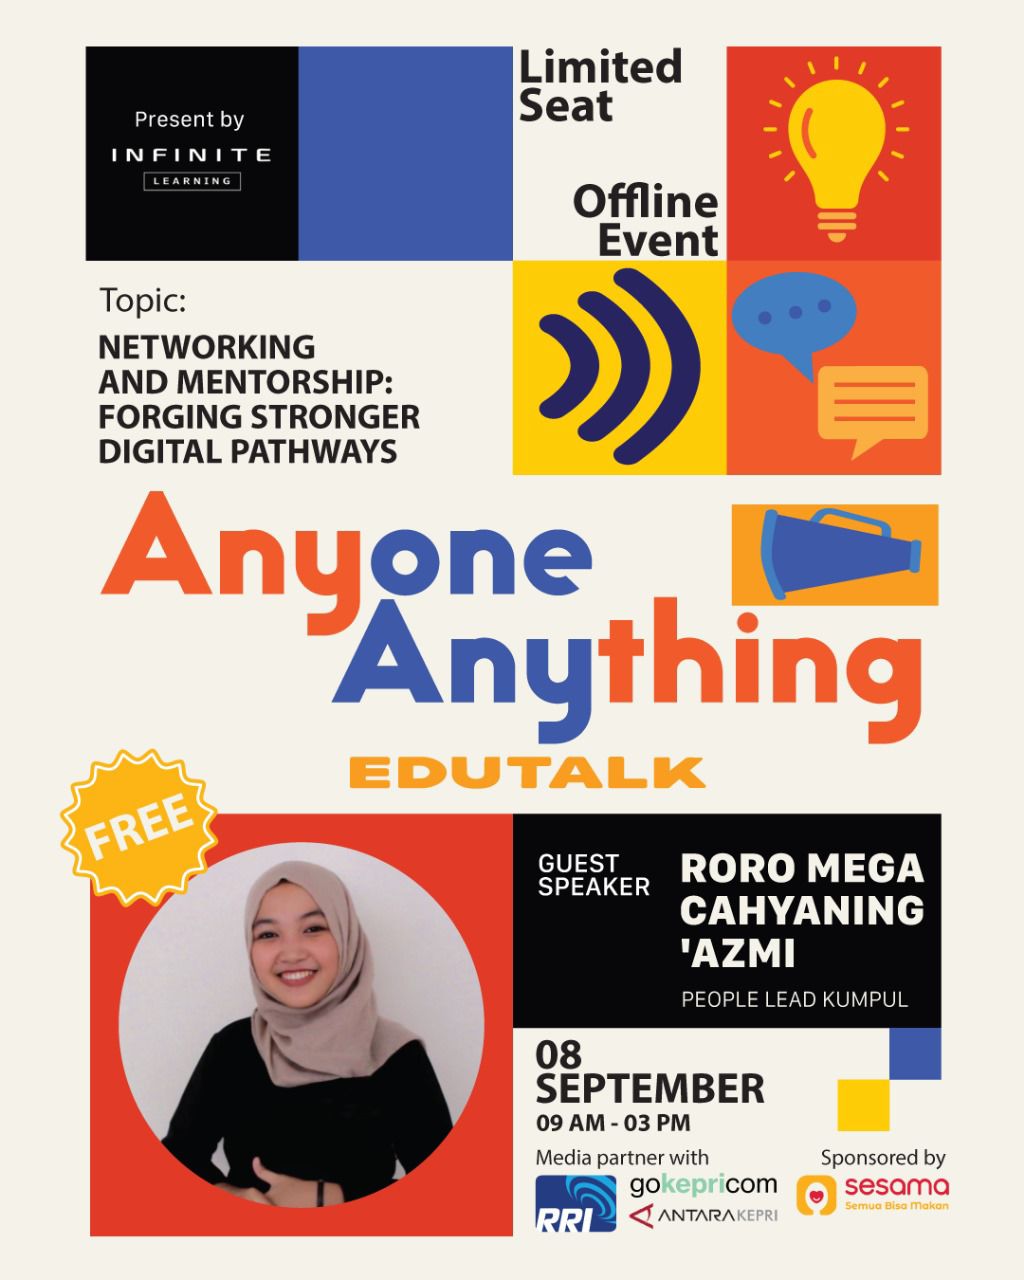 Present by
INFINITE
LEARNING
Limited
Seat
Offline
Event
Topic:
NETWORKING
AND MENTORSHIP:
FORGING STRONGER
DIGITAL PATHWAYS
Anyone
Anything
EDUTALK
FREE
GUEST
SPEAKER
RORO MEGA
CAHYANING
'AZMI
PEOPLE LEAD KUMPUL
08
SEPTEMBER
09 AM - 03 PM
Media partner with
RRI
gokepricom
ANTARA KEPRI
Sponsored by
sesama
Semua Bisa Makan